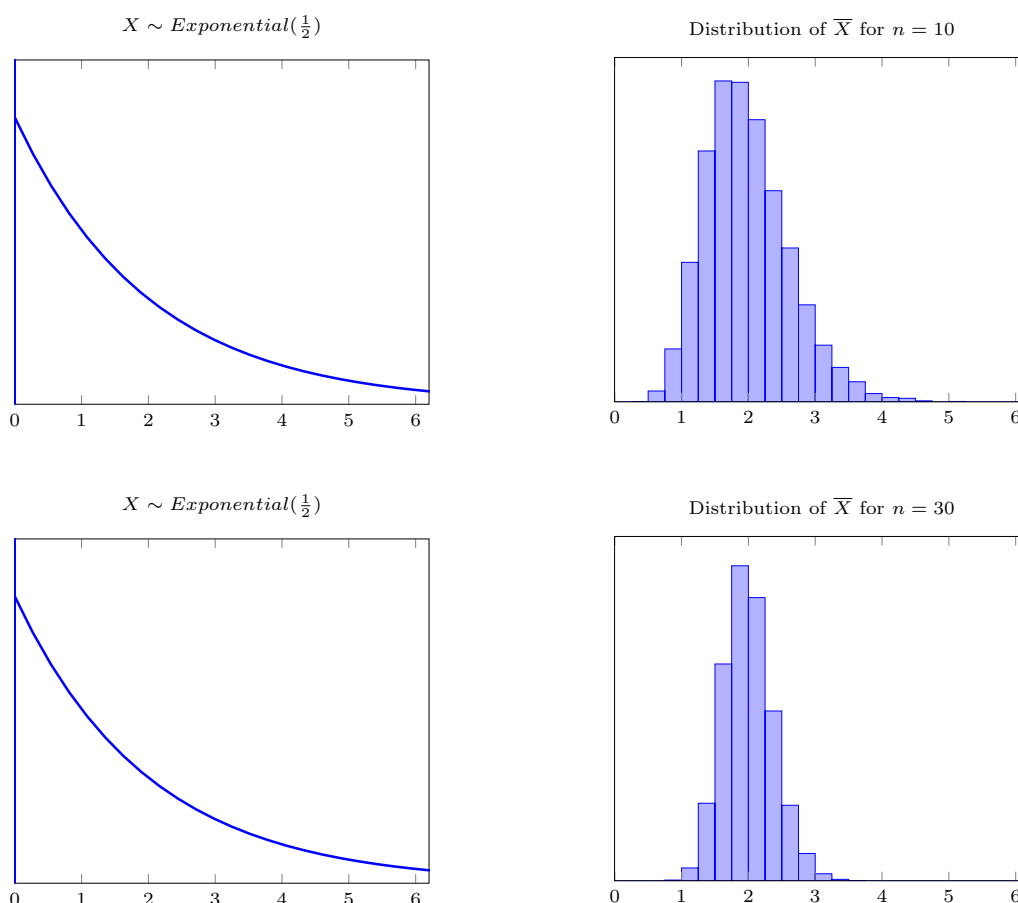 X ∼ Exponential(1/2)
Distribution of X̅ for n = 10
0 1 2 3 4 5 6
0 1 2 3 4 5 6
X ∼ Exponential(1/2)
Distribution of X̅ for n = 30
0 1 2 3 4 5 6
0 1 2 3 4 5 6